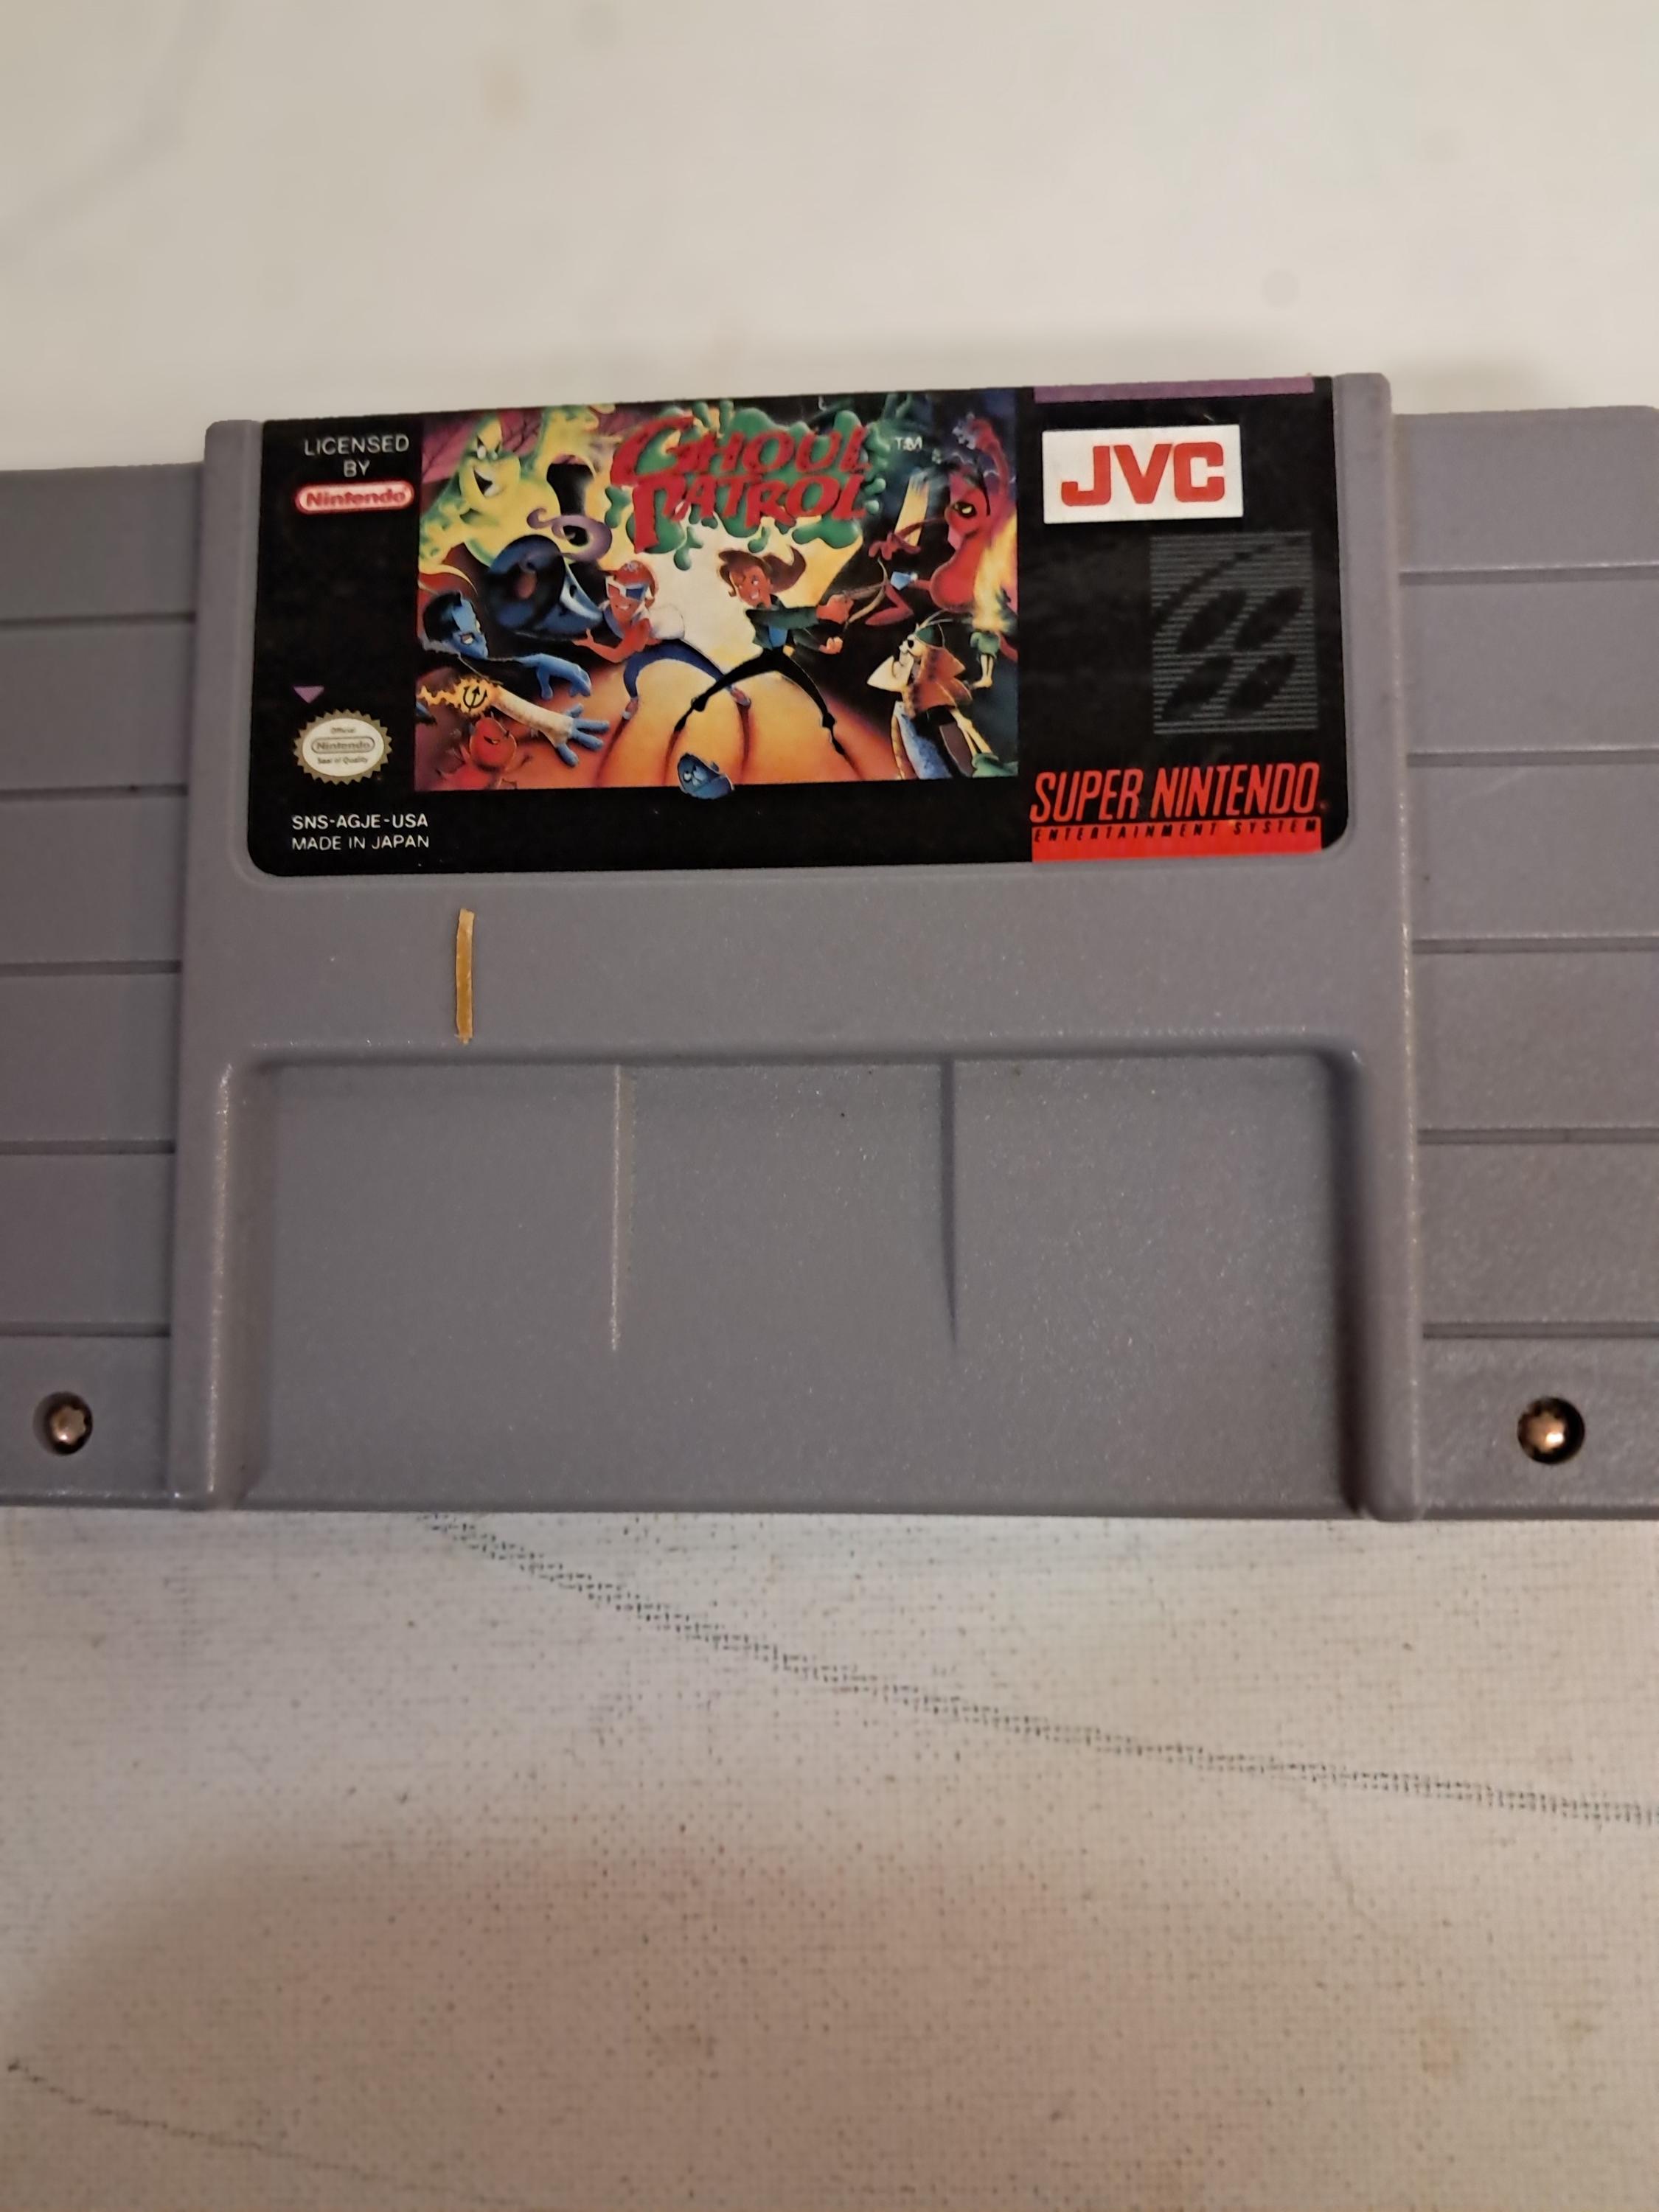 LICENSED
BY
Nintendo
GHOUL
PATROL
TM
JVC
Official
Nintendo
Seal of Quality
SNS-AGJE-USA
MADE IN JAPAN
SUPER NINTENDO
ENTERTAINMENT SYSTEM